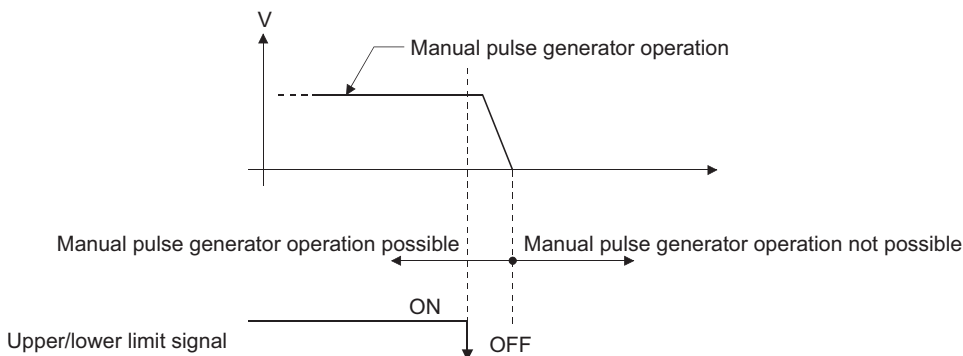 V
Manual pulse generator operation
Manual pulse generator operation possible
Manual pulse generator operation not possible
ON
Upper/lower limit signal
OFF